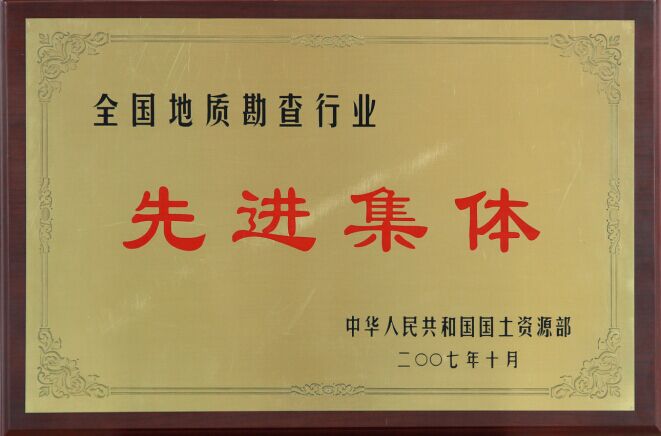 全国地质勘查行业
先进集体
中华人民共和国国土资源部
二〇〇七年十月